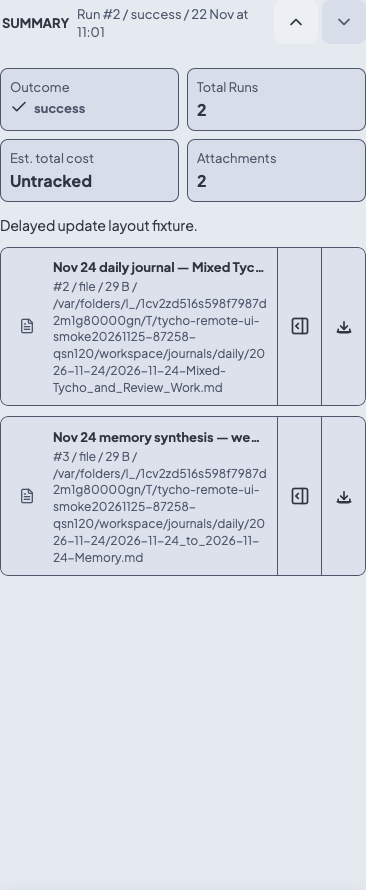 SUMMARY Run #2 / success / 22 Nov at
11:01
Outcome
success
Total Runs
2
Est. total cost
Untracked
Attachments
2
Delayed update layout fixture.
Nov 24 daily journal — Mixed Tyc...
#2 / file / 29 B /
/var/folders/l_/1cv2zd516s598f7987d
2m1g80000gn/T/tycho-remote-ui-
smoke20261125-87258-
qsn120/workspace/journals/daily/20
26-11-24/2026-11-24-Mixed-
Tycho_and_Review_Work.md
Nov 24 memory synthesis — we...
#3 / file / 29 B /
/var/folders/l_/1cv2zd516s598f7987d
2m1g80000gn/T/tycho-remote-ui-
smoke20261125-87258-
qsn120/workspace/journals/daily/20
26-11-24/2026-11-24_to_2026-11-
24-Memory.md